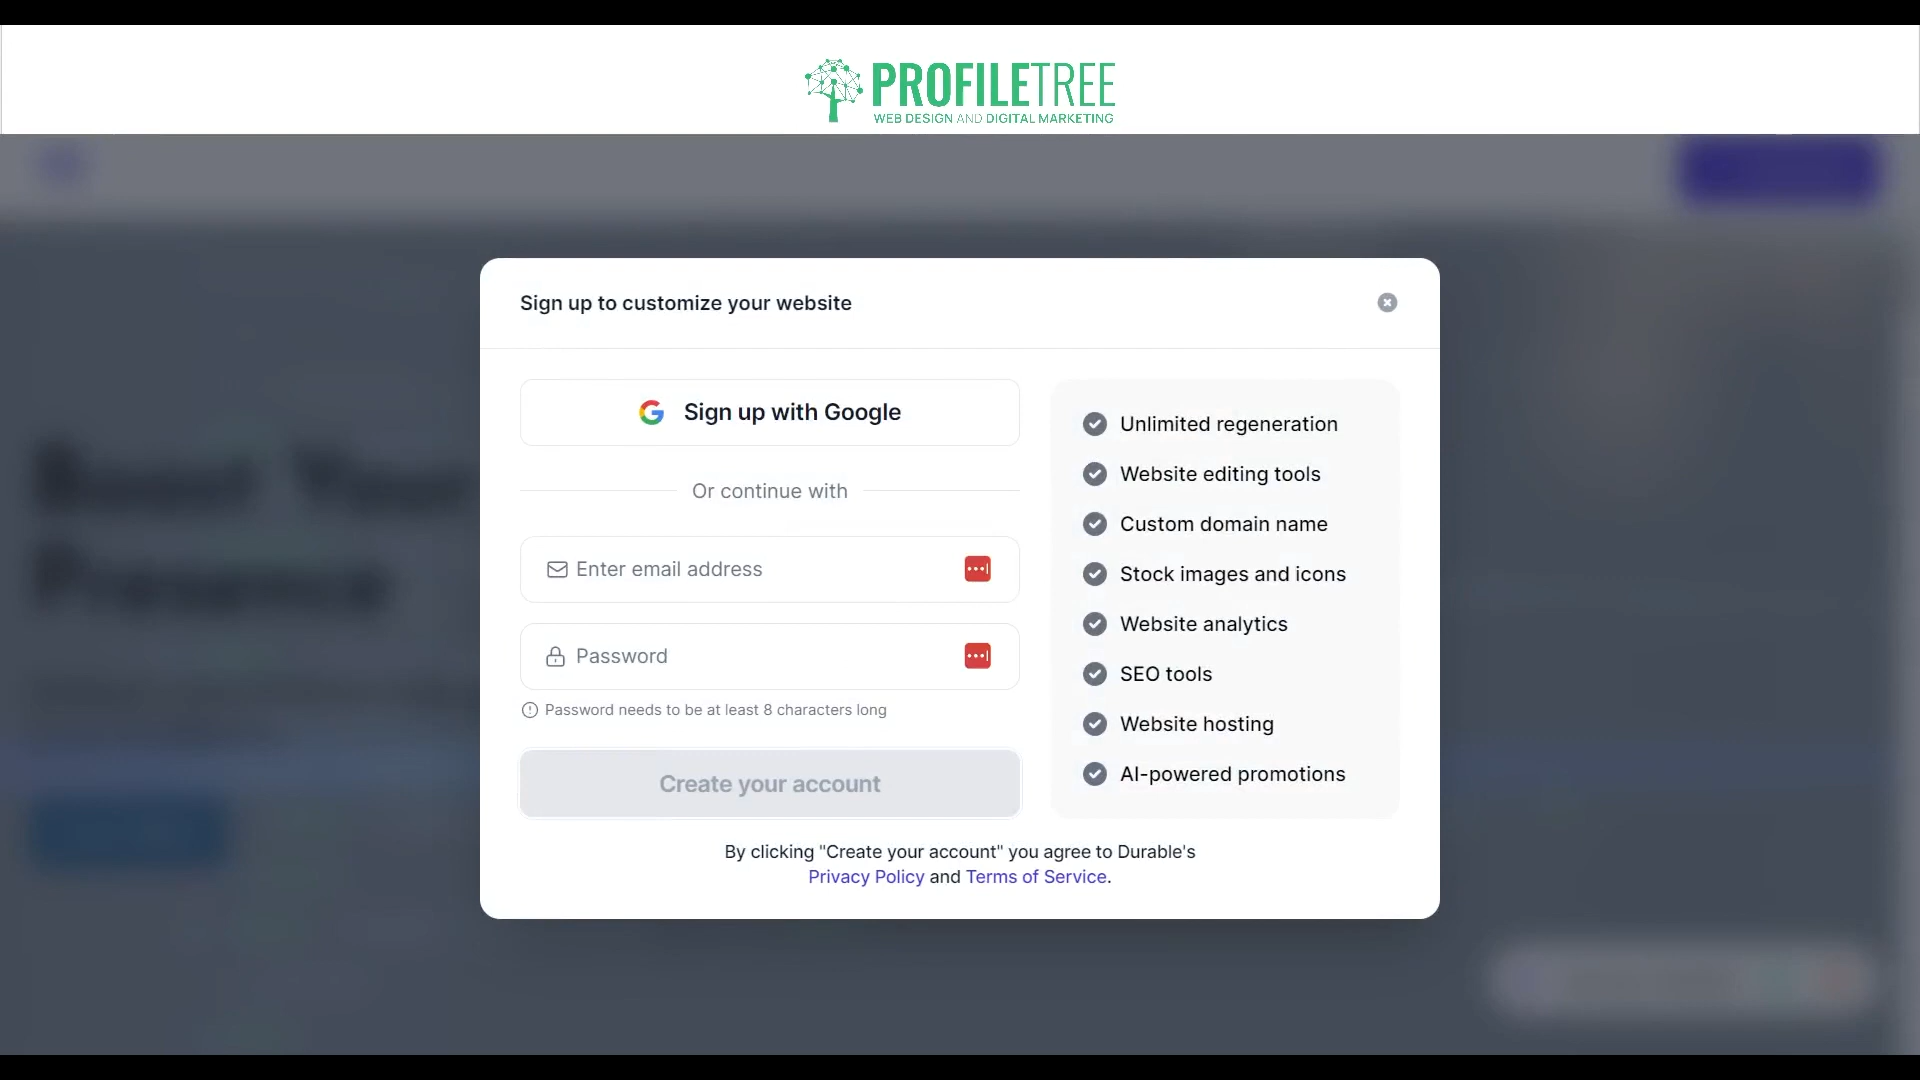 PROFILETREE
WEB DESIGN AND DIGITAL MARKETING
Sign up to customize your website
Sign up with Google
Or continue with
Enter email address
Password
Password needs to be at least 8 characters long
Create your account
Unlimited regeneration
Website editing tools
Custom domain name
Stock images and icons
Website analytics
SEO tools
Website hosting
AI-powered promotions
By clicking "Create your account" you agree to Durable's
Privacy Policy and Terms of Service.
Boost Your
Presence